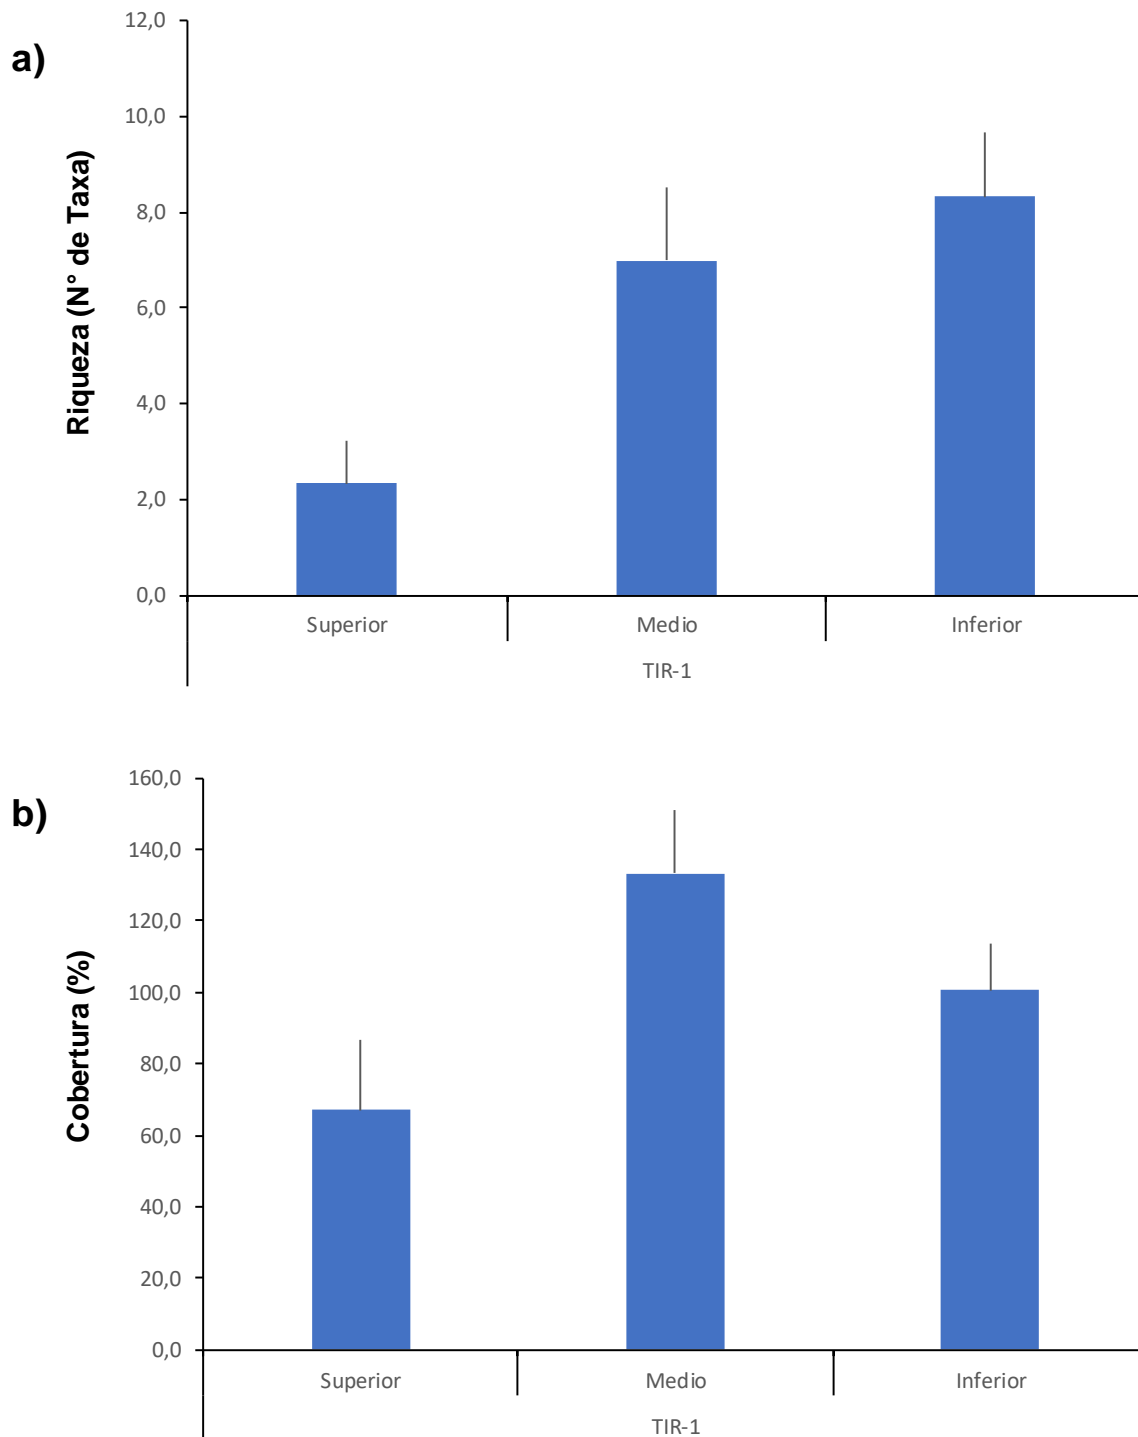 a)
Riqueza (N° de Taxa)
12,0
10,0
8,0
6,0
4,0
2,0
0,0
Superior Medio Inferior
TIR-1
b)
Cobertura (%)
160,0
140,0
120,0
100,0
80,0
60,0
40,0
20,0
0,0
Superior Medio Inferior
TIR-1